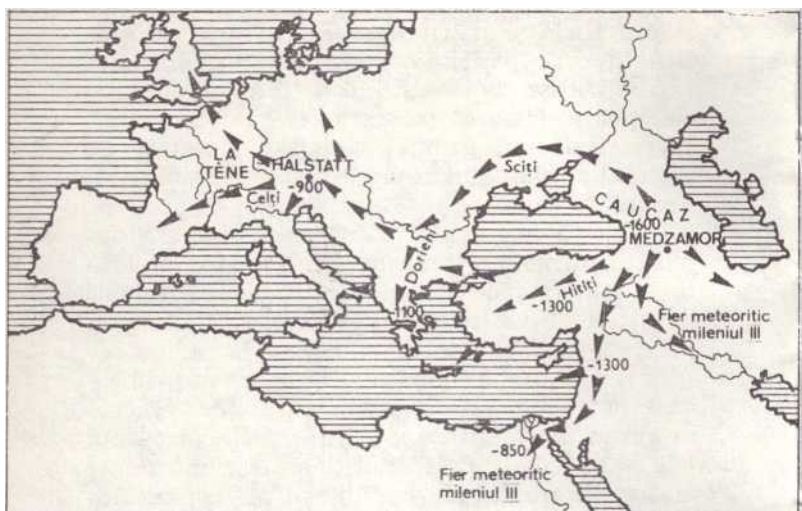 LA
TÈNE
HALSTATT
-900
Celți
Sciți
Dorieni
-1100
CAUCAZ
-1600
MEDZAMOR
Hitiți
-1300
Fier meteoritic
mileniul III
-1300
-850
Fier meteoritic
mileniul III